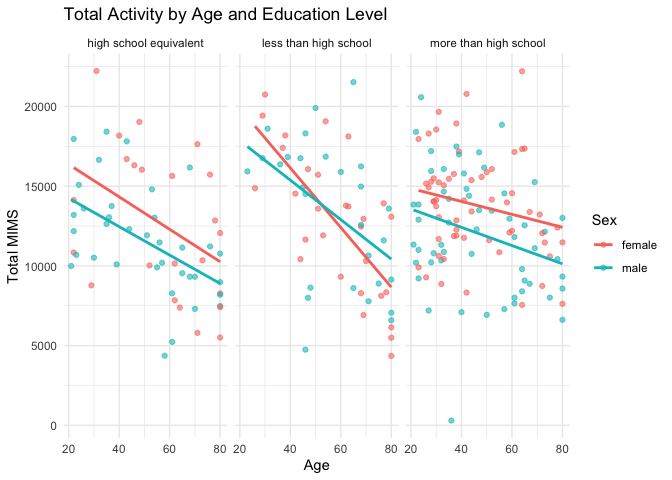 Total Activity by Age and Education Level
high school equivalent less than high school more than high school
20000
15000
10000
5000
0
Total MIMS
20 40 60 80 20 40 60 80 20 40 60 80
Age
Sex
female
male